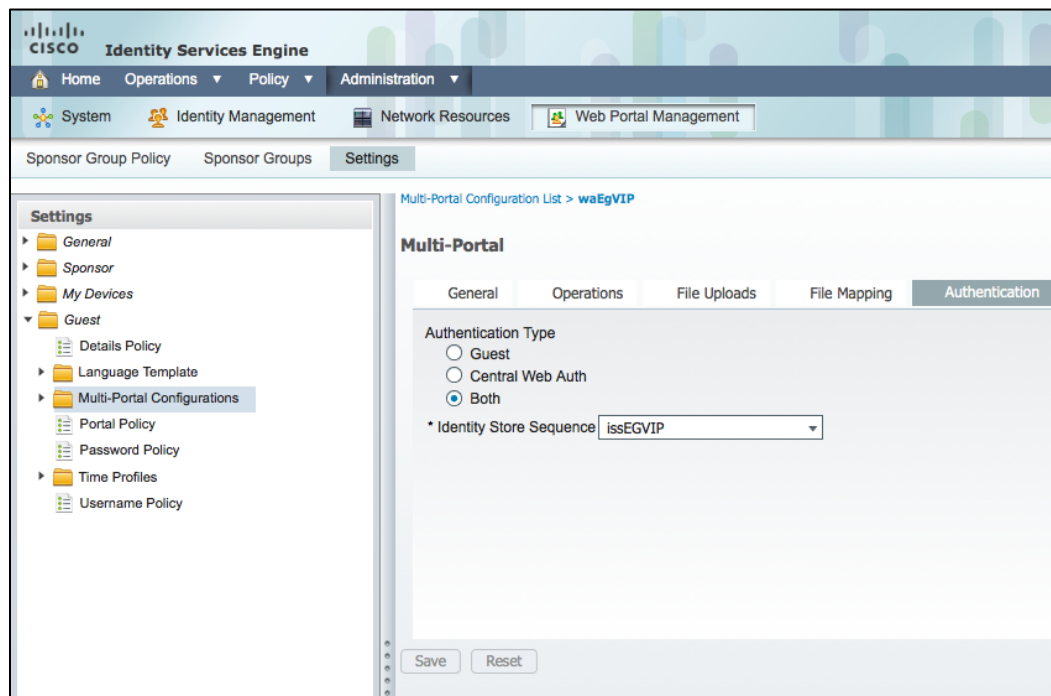 CISCO Identity Services Engine
Home Operations ▼ Policy ▼ Administration ▼
System Identity Management Network Resources Web Portal Management
Sponsor Group Policy Sponsor Groups Settings
Settings
General
Sponsor
My Devices
Guest
Details Policy
Language Template
Multi-Portal Configurations
Portal Policy
Password Policy
Time Profiles
Username Policy
Multi-Portal Configuration List > waEgVIP
Multi-Portal
General Operations File Uploads File Mapping Authentication
Authentication Type
Guest
Central Web Auth
Both
* Identity Store Sequence issEGVIP
Save Reset